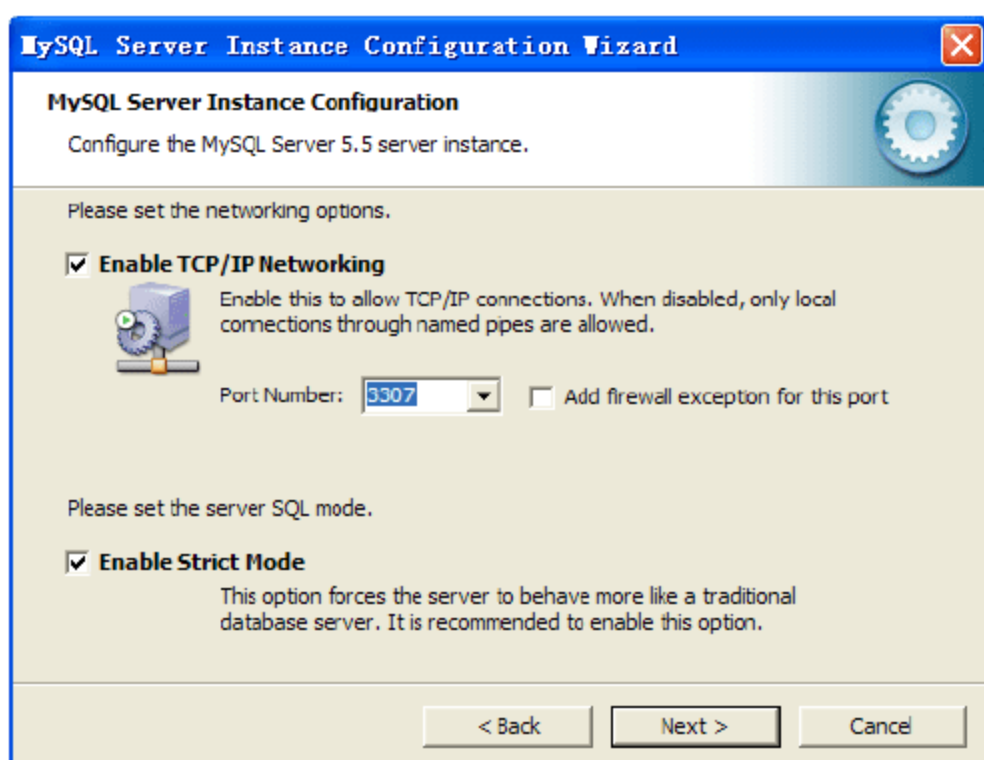 MySQL Server Instance Configuration Wizard
MySQL Server Instance Configuration
Configure the MySQL Server 5.5 server instance.
Please set the networking options.
Enable TCP/IP Networking
Enable this to allow TCP/IP connections. When disabled, only local
connections through named pipes are allowed.
Port Number: 3307 Add firewall exception for this port
Please set the server SQL mode.
Enable Strict Mode
This option forces the server to behave more like a traditional
database server. It is recommended to enable this option.
< Back Next > Cancel